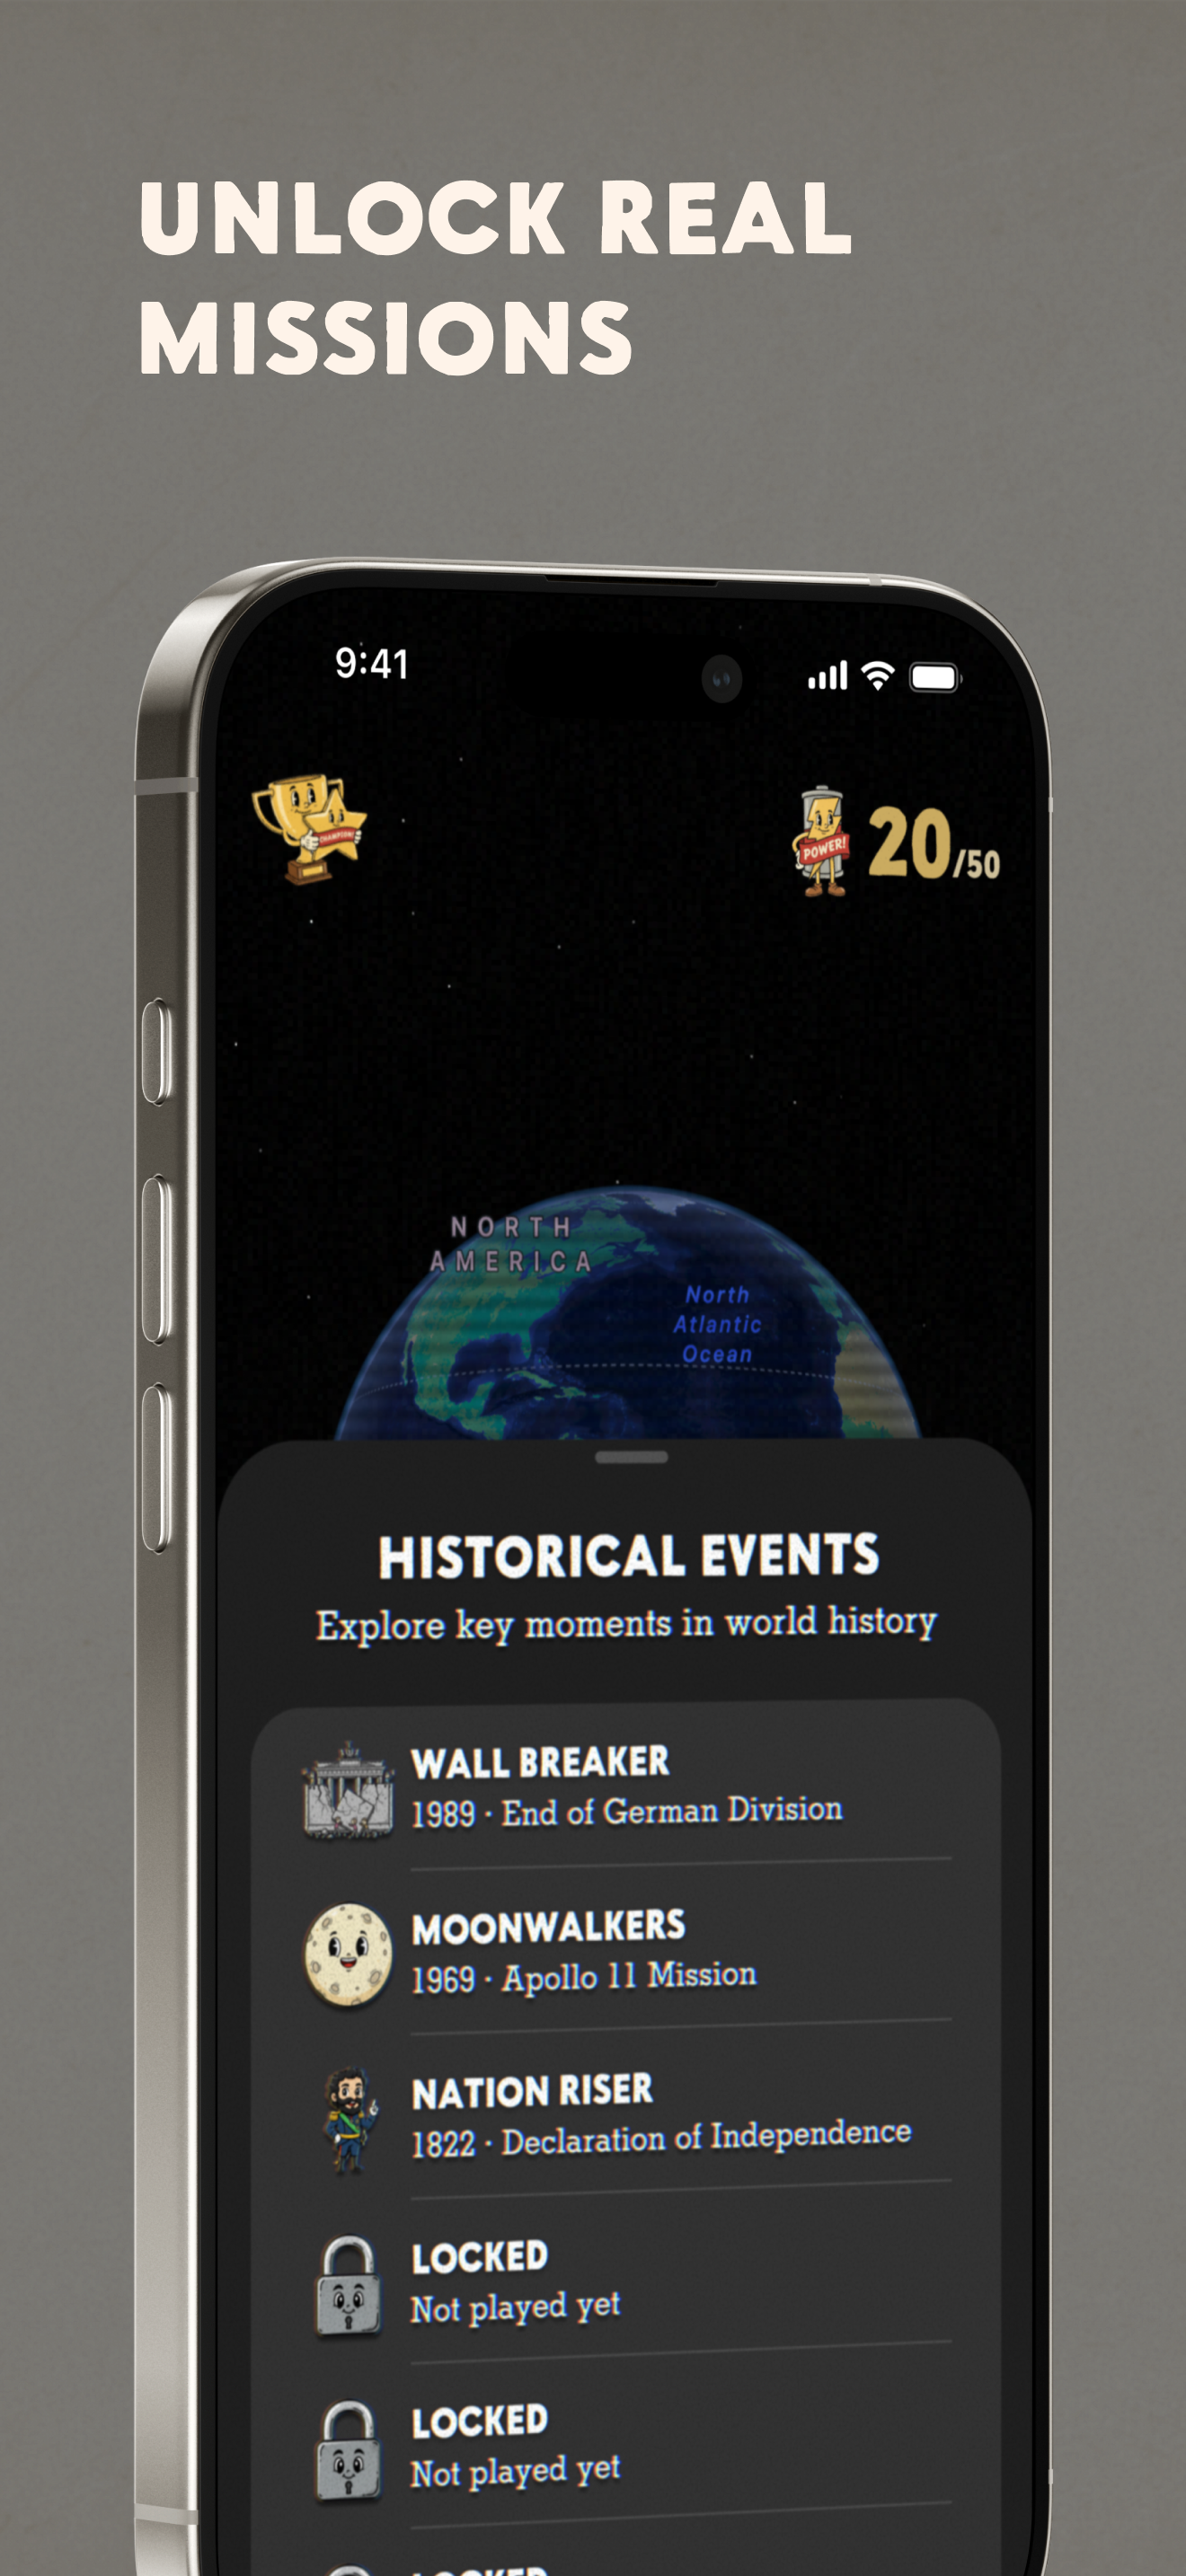 UNLOCK REAL
MISSIONS
9:41
CHAMPION!
POWER!
20/50
NORTH
AMERICA
North
Atlantic
Ocean
HISTORICAL EVENTS
Explore key moments in world history
WALL BREAKER
1989 · End of German Division
MOONWALKERS
1969 · Apollo 11 Mission
NATION RISER
1822 · Declaration of Independence
LOCKED
Not played yet
LOCKED
Not played yet
LOCKED